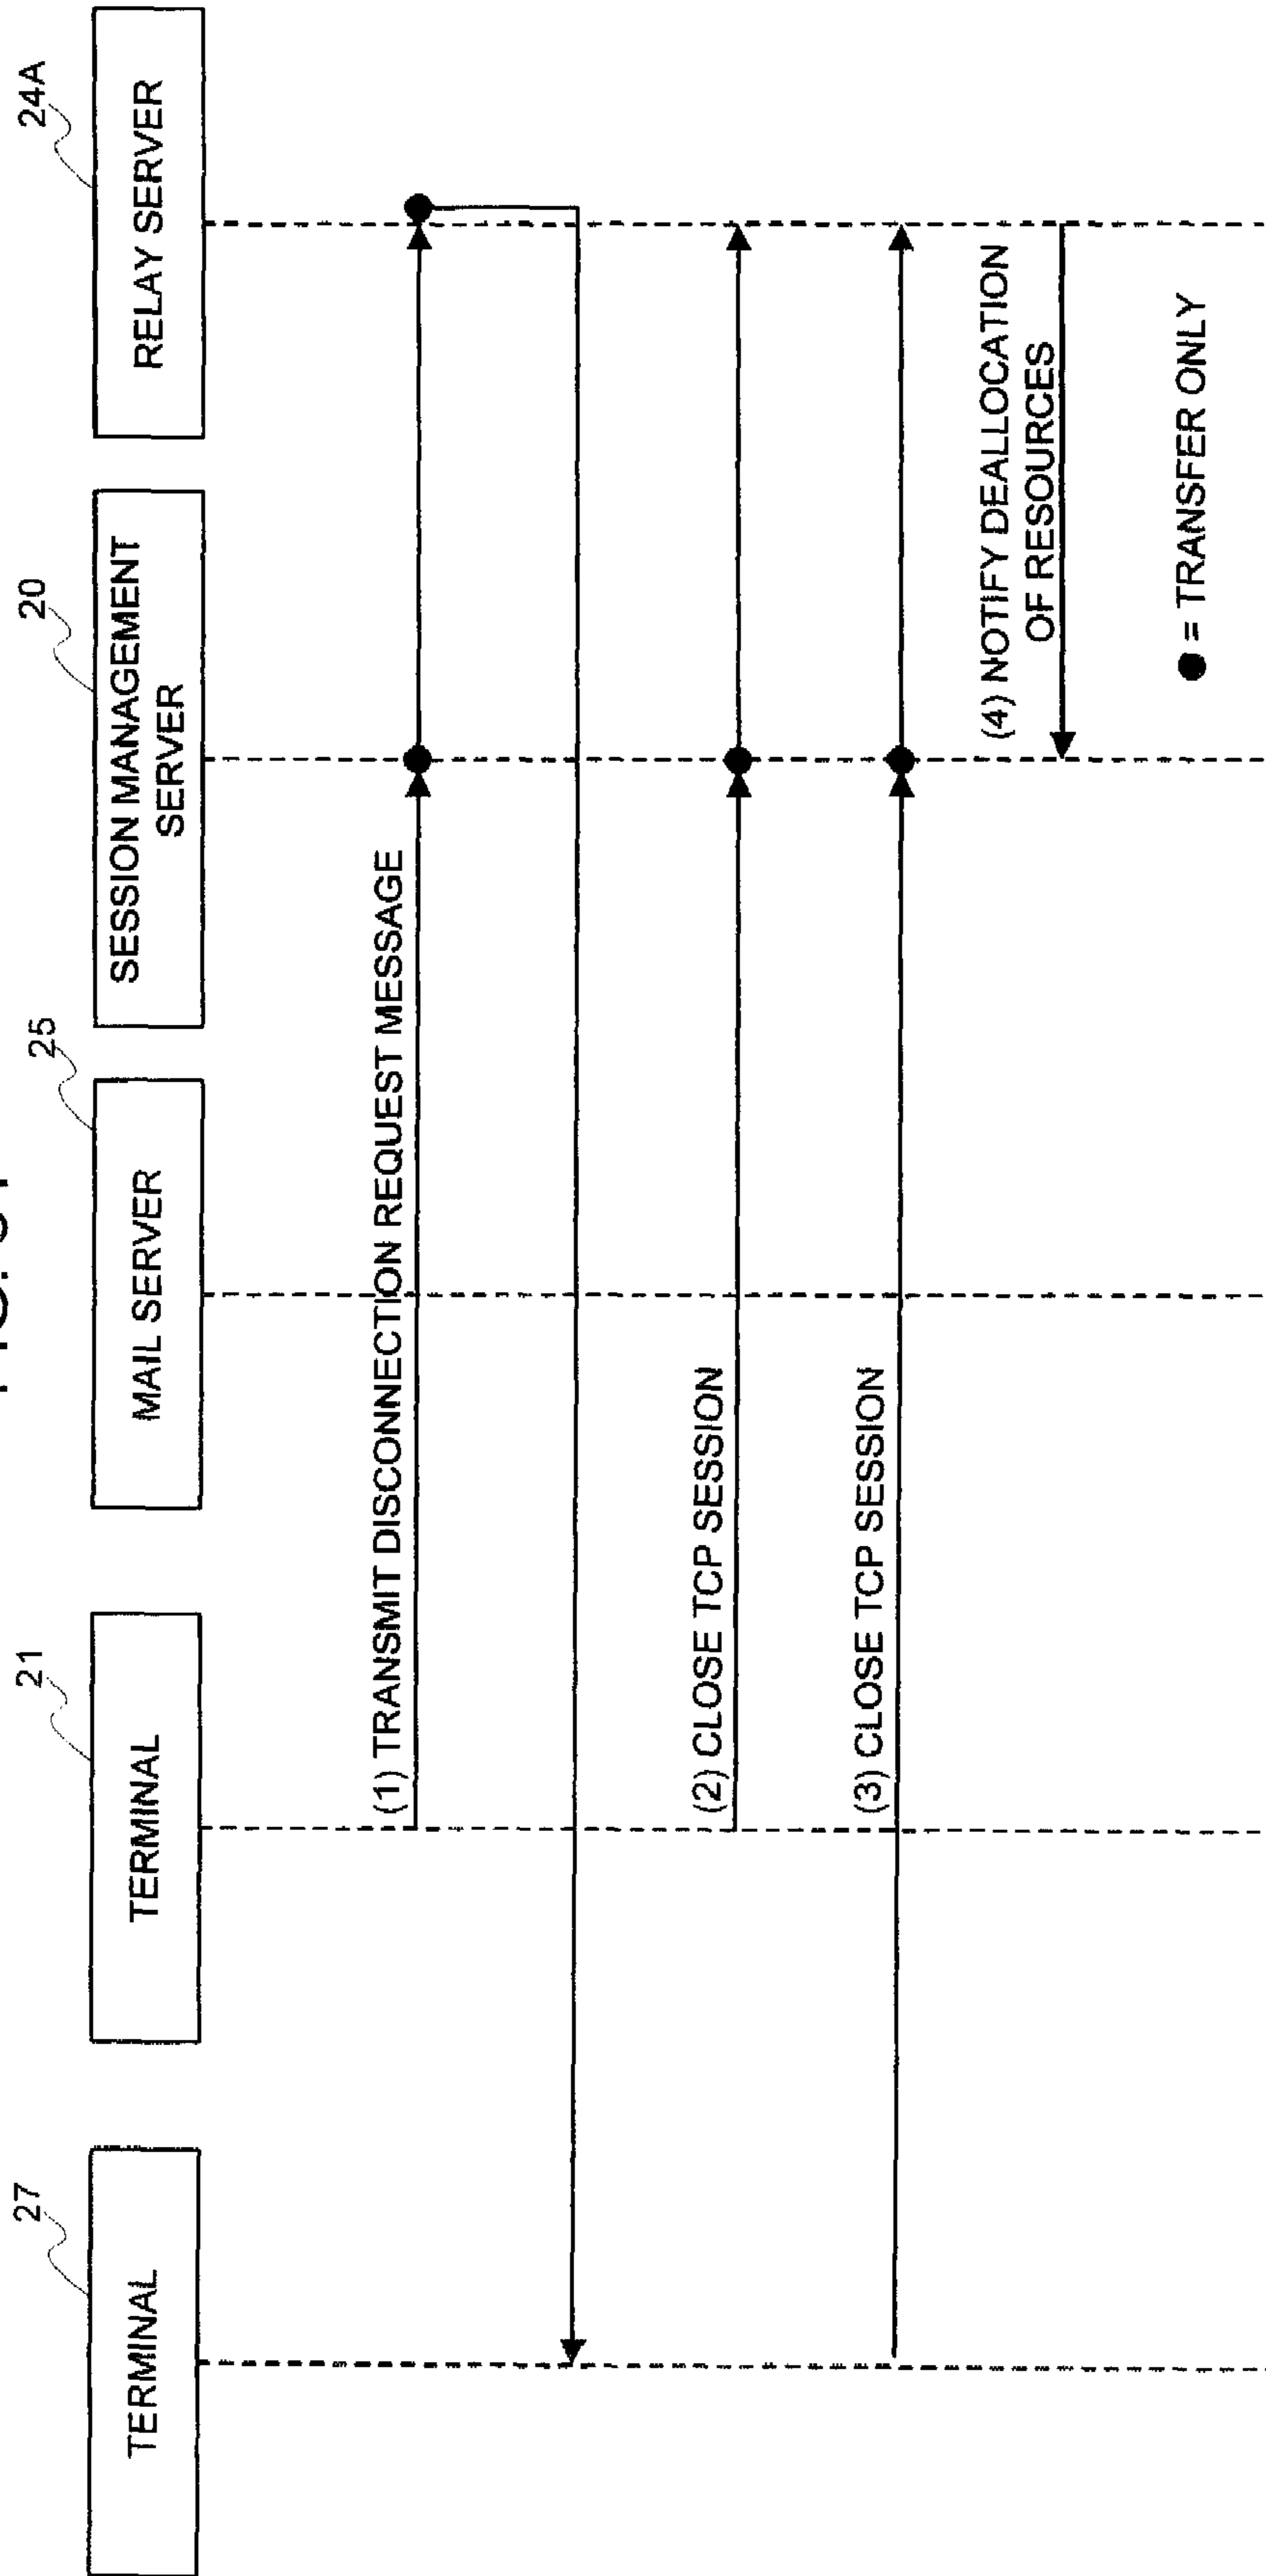 27
TERMINAL
21
TERMINAL
25
MAIL SERVER
20
SESSION MANAGEMENT
SERVER
24A
RELAY SERVER
(1) TRANSMIT DISCONNECTION REQUEST MESSAGE
(2) CLOSE TCP SESSION
(3) CLOSE TCP SESSION
(4) NOTIFY DEALLOCATION
OF RESOURCES
● = TRANSFER ONLY